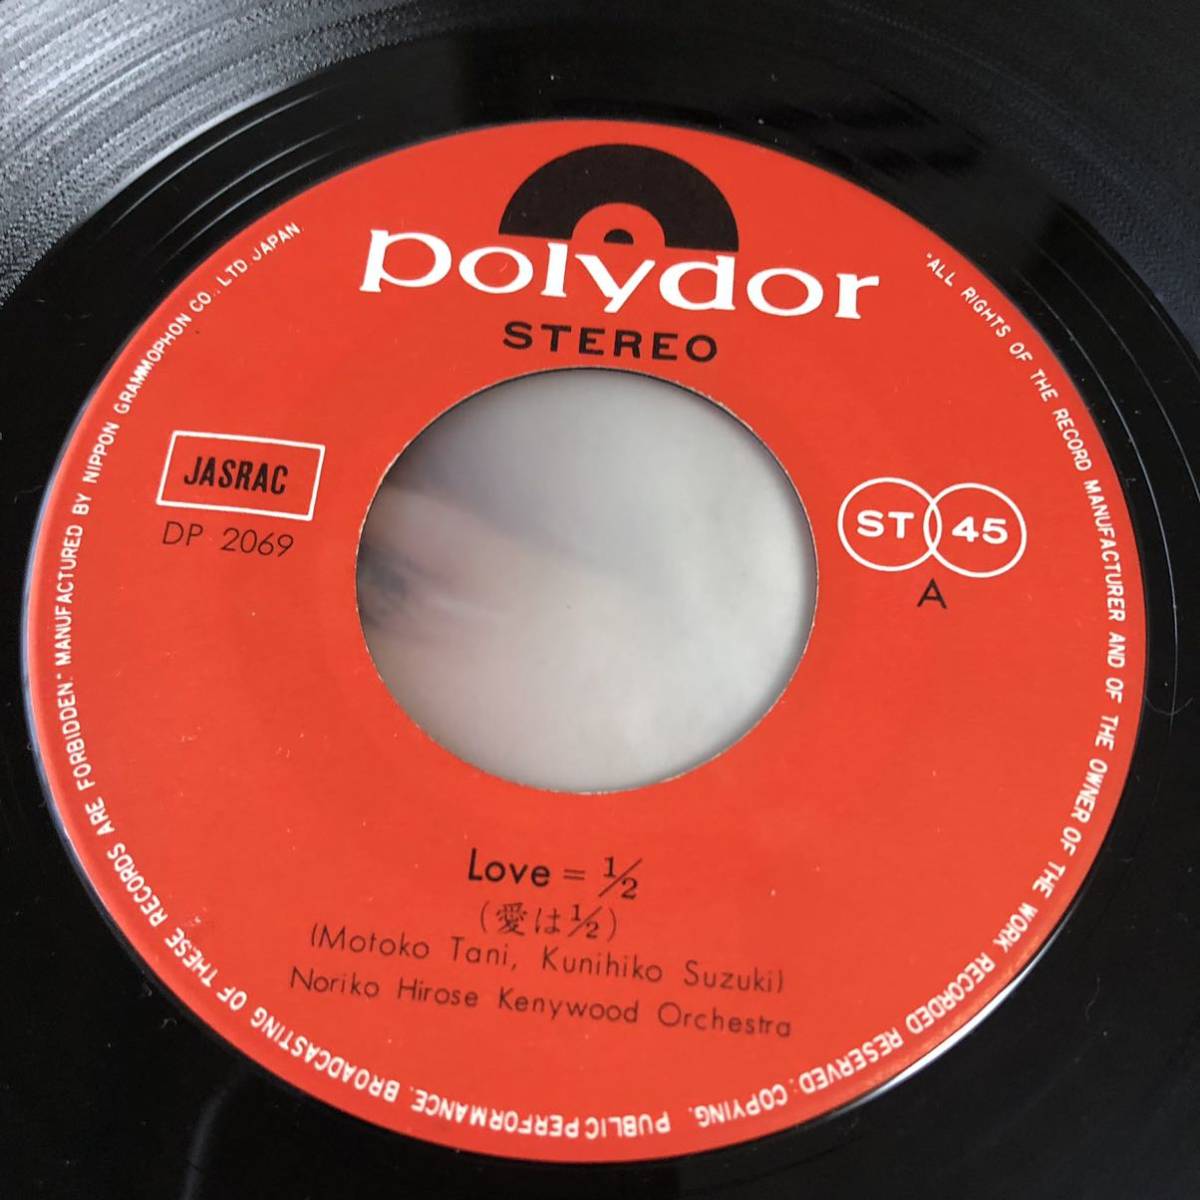 polydor
STEREO
JASRAC
DP 2069
ST 45
A
Love = 1/2
(愛は1/2)
(Motoko Tani, Kunihiko Suzuki)
Noriko Hirose Kenywood Orchestra
"ALL RIGHTS OF THE RECORD MANUFACTURER AND OF THE OWNER OF THE WORK RECORDED RESERVED: COPYING. PUBLIC PERFORMANCE. BROADCASTING OF THESE RECORDS ARE FORBIDDEN." MANUFACTURED BY NIPPON GRAMMOPHON CO., LTD. JAPAN.